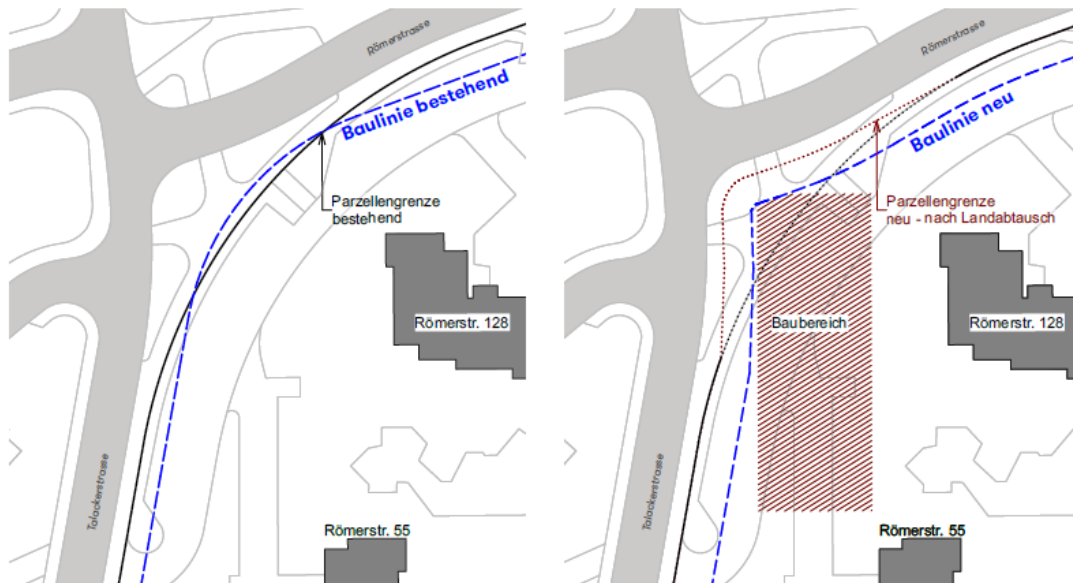 Römerstrasse
Baulinie bestehend
Parzellengrenze
bestehend
Römerstr. 128
Talackerstrasse
Römerstr. 55
Römerstrasse
Baulinie neu
Parzellengrenze
neu - nach Landabtausch
Baubereich
Römerstr. 128
Talackerstrasse
Römerstr. 55